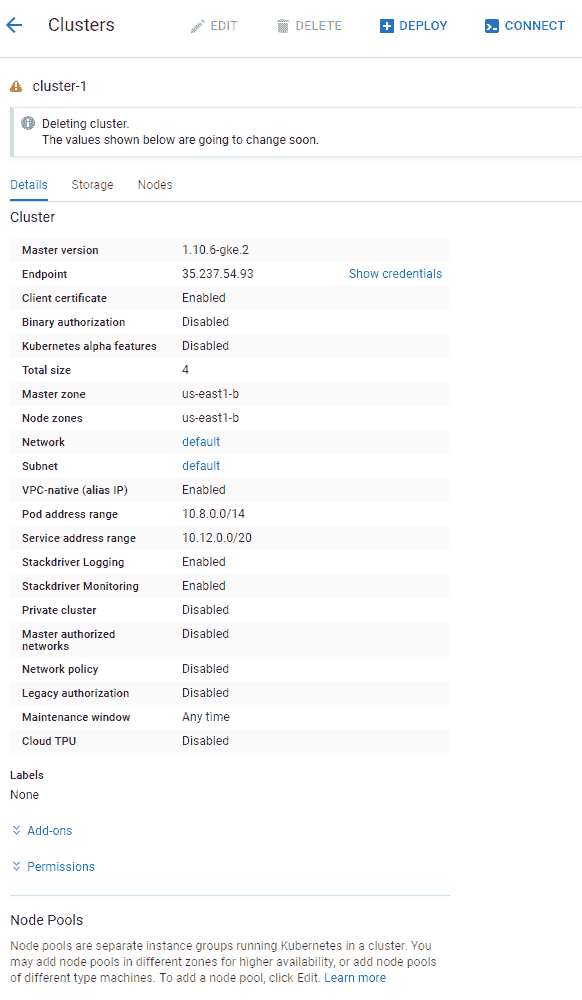 Clusters EDIT DELETE DEPLOY CONNECT
cluster-1
Deleting cluster.
The values shown below are going to change soon.
Details Storage Nodes
Cluster
Master version 1.10.6-gke.2
Endpoint 35.237.54.93 Show credentials
Client certificate Enabled
Binary authorization Disabled
Kubernetes alpha features Disabled
Total size 4
Master zone us-east1-b
Node zones us-east1-b
Network default
Subnet default
VPC-native (alias IP) Enabled
Pod address range 10.8.0.0/14
Service address range 10.12.0.0/20
Stackdriver Logging Enabled
Stackdriver Monitoring Enabled
Private cluster Disabled
Master authorized Disabled
networks
Network policy Disabled
Legacy authorization Disabled
Maintenance window Any time
Cloud TPU Disabled
Labels
None
Add-ons
Permissions
Node Pools
Node pools are separate instance groups running Kubernetes in a cluster. You
may add node pools in different zones for higher availability, or add node pools
of different type machines. To add a node pool, click Edit. Learn more